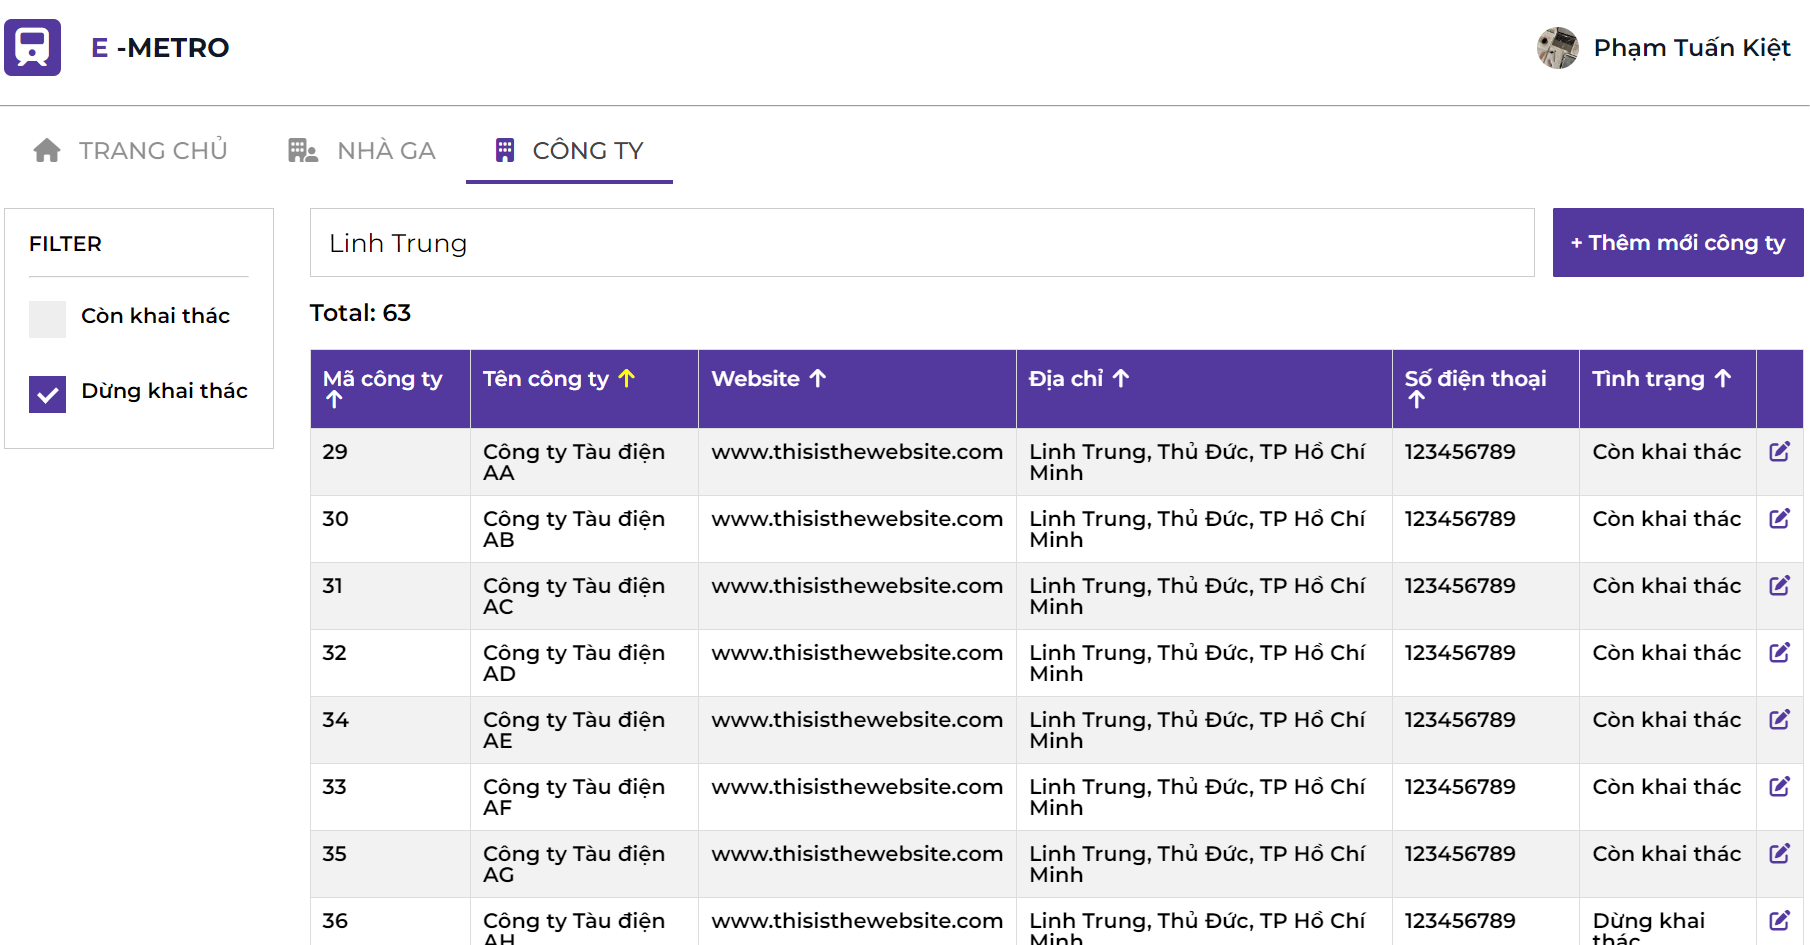 E -METRO
Phạm Tuấn Kiệt
TRANG CHỦ
NHÀ GA
CÔNG TY
FILTER
Còn khai thác
Dừng khai thác
Linh Trung
+ Thêm mới công ty
Total: 63
Mã công ty Tên công ty Website Địa chỉ Số điện thoại Tình trạng
29 Công ty Tàu điện www.thisisthewebsite.com Linh Trung, Thủ Đức, TP Hồ Chí 123456789 Còn khai thác
AA Minh
30 Công ty Tàu điện www.thisisthewebsite.com Linh Trung, Thủ Đức, TP Hồ Chí 123456789 Còn khai thác
AB Minh
31 Công ty Tàu điện www.thisisthewebsite.com Linh Trung, Thủ Đức, TP Hồ Chí 123456789 Còn khai thác
AC Minh
32 Công ty Tàu điện www.thisisthewebsite.com Linh Trung, Thủ Đức, TP Hồ Chí 123456789 Còn khai thác
AD Minh
34 Công ty Tàu điện www.thisisthewebsite.com Linh Trung, Thủ Đức, TP Hồ Chí 123456789 Còn khai thác
AE Minh
33 Công ty Tàu điện www.thisisthewebsite.com Linh Trung, Thủ Đức, TP Hồ Chí 123456789 Còn khai thác
AF Minh
35 Công ty Tàu điện www.thisisthewebsite.com Linh Trung, Thủ Đức, TP Hồ Chí 123456789 Còn khai thác
AG Minh
36 Công ty Tàu điện www.thisisthewebsite.com Linh Trung, Thủ Đức, TP Hồ Chí 123456789 Dừng khai
AH Minh thác